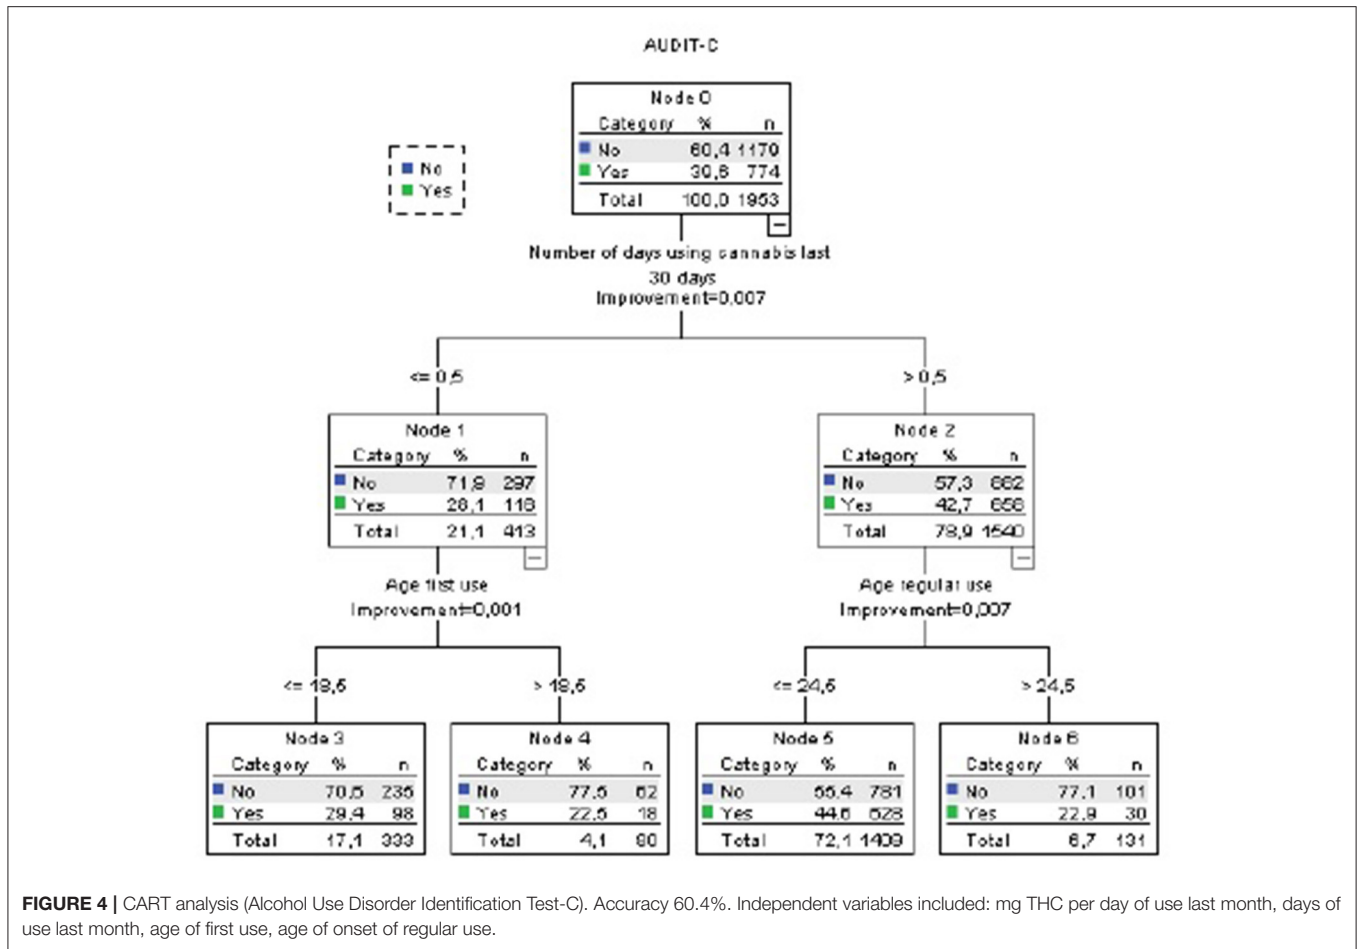 AUDIT-C
Node 0
Category % n
No 60,4 1179
Yes 39,6 774
Total 100,0 1953
No
Yes
Number of days using cannabis last
30 days
Improvement=0,007
<= 0,5
> 0,5
Node 1
Category % n
No 71,9 297
Yes 28,1 116
Total 21,1 413
Node 2
Category % n
No 57,3 882
Yes 42,7 658
Total 78,9 1540
Age first use
Improvement=0,001
Age regular use
Improvement=0,007
<= 18,5
> 18,5
<= 24,5
> 24,5
Node 3
Category % n
No 70,6 235
Yes 29,4 98
Total 17,1 333
Node 4
Category % n
No 77,5 62
Yes 22,5 18
Total 4,1 80
Node 5
Category % n
No 55,4 781
Yes 44,6 628
Total 72,1 1409
Node 6
Category % n
No 77,1 101
Yes 22,9 30
Total 6,7 131
FIGURE 4 | CART analysis (Alcohol Use Disorder Identification Test-C). Accuracy 60.4%. Independent variables included: mg THC per day of use last month, days of
use last month, age of first use, age of onset of regular use.